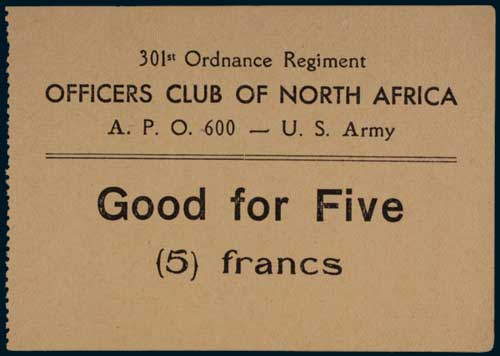 301st Ordnance Regiment
OFFICERS CLUB OF NORTH AFRICA
A. P. O. 600 — U. S. Army
Good for Five
(5) francs